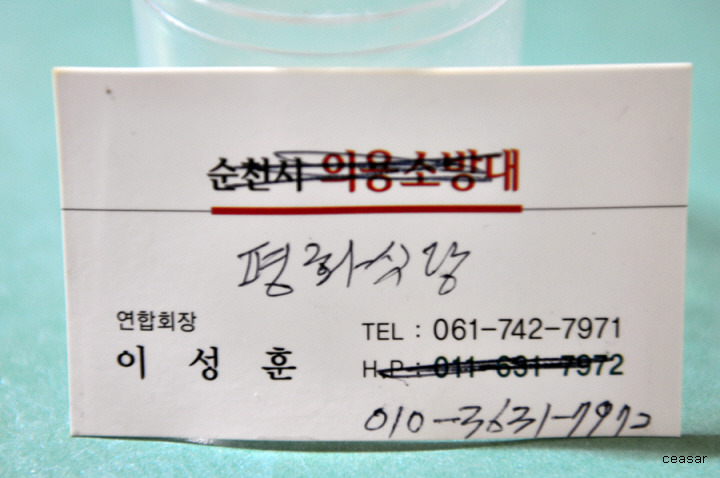 순천시 의용소방대
평화식당
연합회장
이 성 훈
TEL : 061-742-7971
H.P : 011-631-7972
010-3631-7972
ceasar